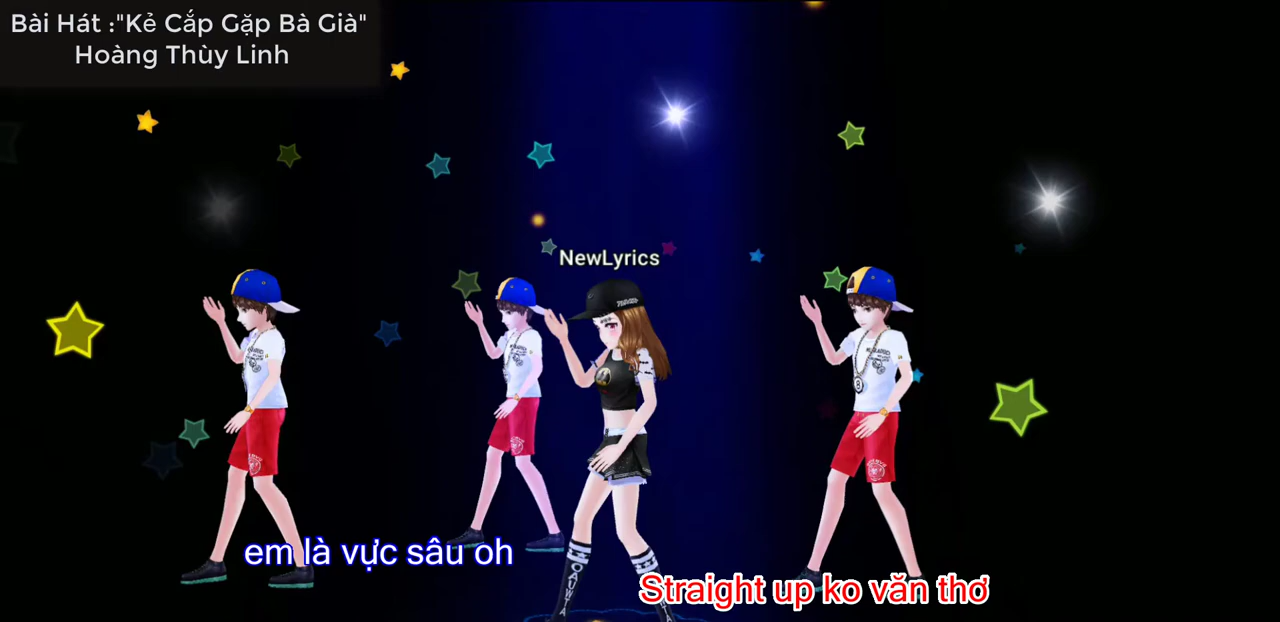 Bài Hát :"Kẻ Cắp Gặp Bà Già"
Hoàng Thùy Linh
NewLyrics
em là vực sâu oh
Straight up ko văn thơ